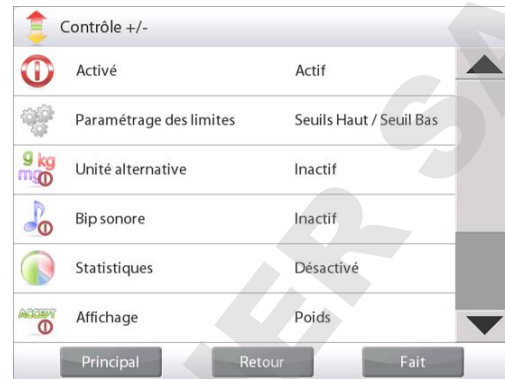 Contrôle +/-
Activé Actif
Paramétrage des limites Seuils Haut / Seuil Bas
g kg
mg
Unité alternative Inactif
Bip sonore Inactif
Statistiques Désactivé
ACCEPT
Affichage Poids
Principal Retour Fait